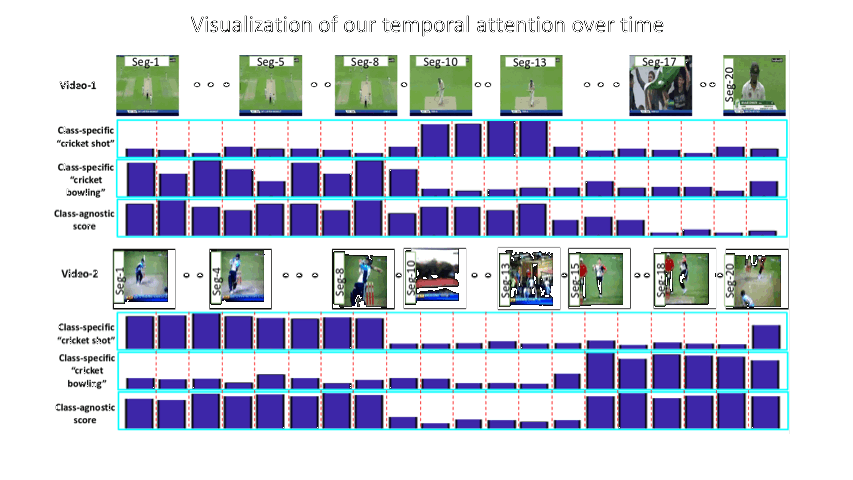 Visualization of our temporal attention over time
Seg-1
Seg-5
Seg-8
Seg-10
Seg-13
Seg-17
Seg-20
Video-1
Class-specific
“cricket shot”
Class-specific
“cricket
bowling”
Class-agnostic
score
Video-2
Seg-1
Seg-4
Seg-8
Seg-10
Seg-13
Seg-18
Seg-20
Class-specific
“cricket shot”
Class-specific
“cricket
bowling”
Class-agnostic
score